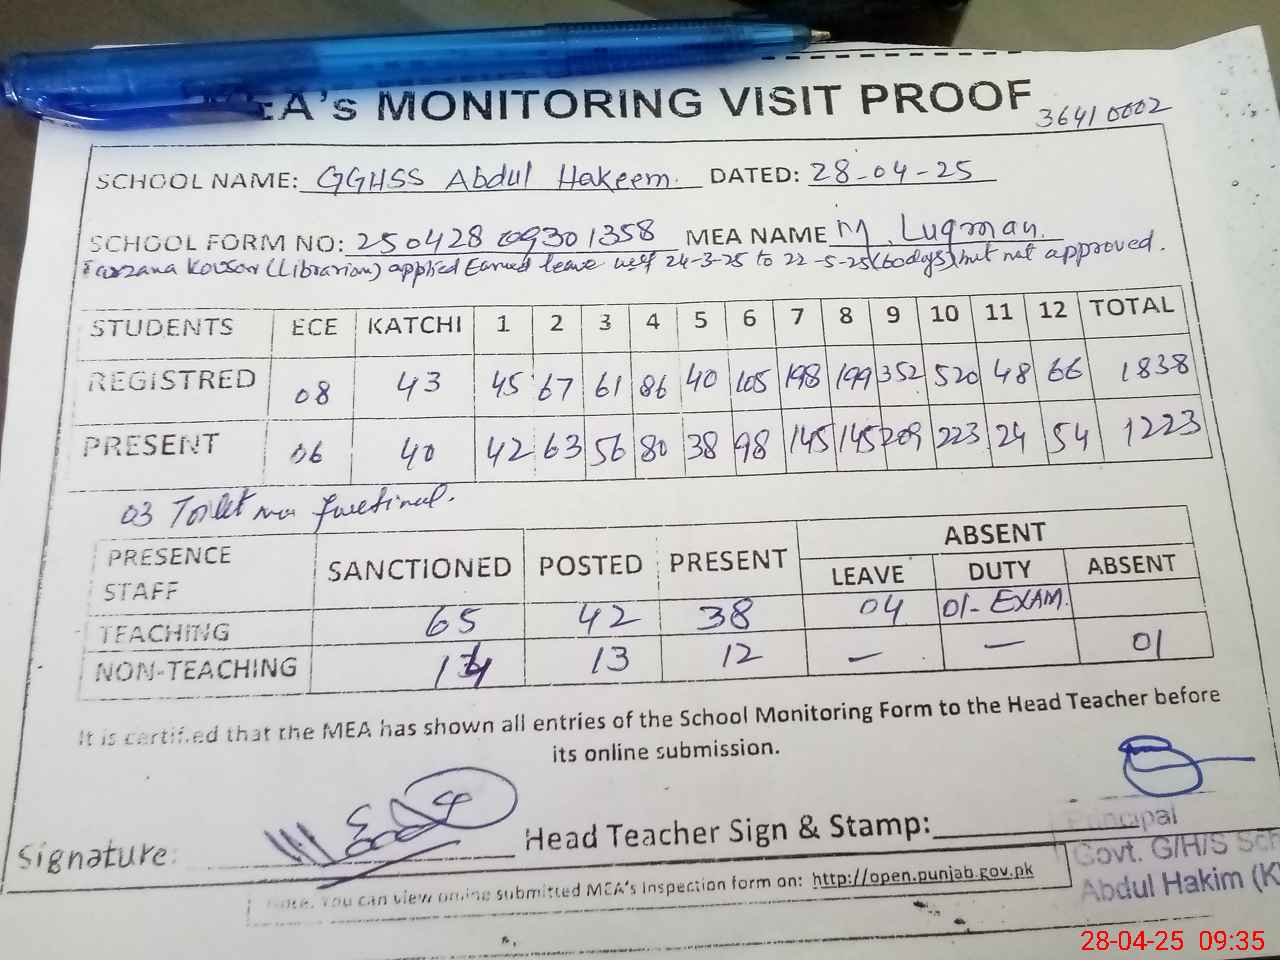 EA's MONITORING VISIT PROOF
36410002
SCHOOL NAME: GGHSS Abdul Hakeem. DATED: 28-04-25
SCHOOL FORM NO: 250428109301358 MEA NAME M. Luqman.
Farzana Kousar (Librarian) applied Earned leave wef 24-3-25 to 22-5-25 (60 days) but not approved.
STUDENTS ECE KATCHI 1 2 3 4 5 6 7 8 9 10 11 12 TOTAL
REGISTRED 08 43 45 67 61 86 40 105 198 199 352 520 48 66 1838
PRESENT 06 40 42 63 56 80 38 98 145 145 209 223 24 54 1223
03 Toilet non fuctinal.
PRESENCE STAFF SANCTIONED POSTED PRESENT ABSENT
LEAVE DUTY ABSENT
TEACHING 65 42 38 04 01- EXAM.
NON-TEACHING 14 13 12 — — 01
It is certified that the MEA has shown all entries of the School Monitoring Form to the Head Teacher before
its online submission.
Signature: Head Teacher Sign & Stamp:
Principal
Govt. G/H/S Sch
Abdul Hakim (K
Note. You can view online submitted MEA's Inspection form on: http://open.punjab.gov.pk
28-04-25 09:35